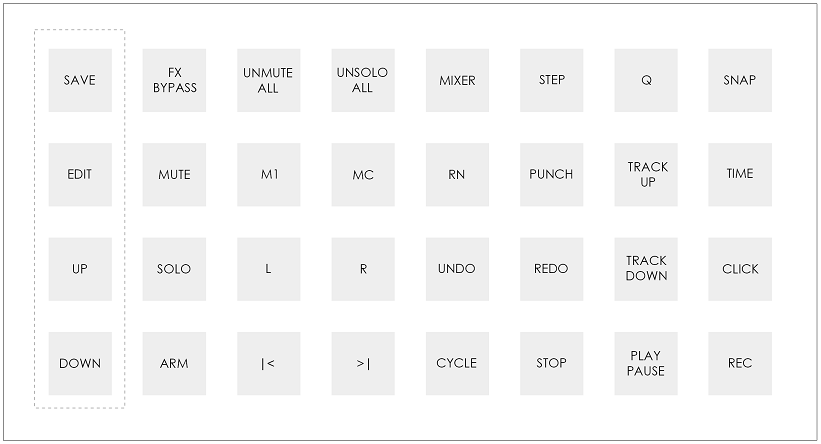 SAVE
FX
BYPASS
UNMUTE
ALL
UNSOLO
ALL
MIXER
STEP
Q
SNAP
EDIT
MUTE
M1
MC
RN
PUNCH
TRACK
UP
TIME
UP
SOLO
L
R
UNDO
REDO
TRACK
DOWN
CLICK
DOWN
ARM
|<
>|
CYCLE
STOP
PLAY
PAUSE
REC